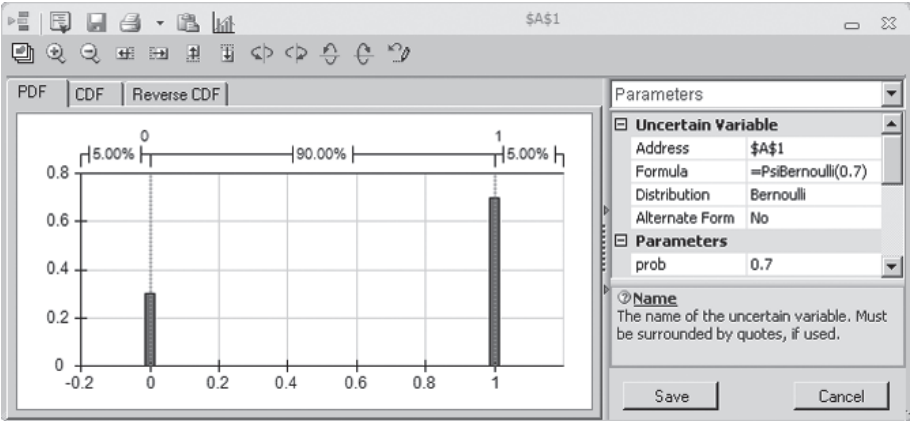 $A$1
PDF
CDF
Reverse CDF
0 1
5.00% 90.00% 5.00%
0.8
0.6
0.4
0.2
0
-0.2 0 0.2 0.4 0.6 0.8 1
Parameters
Uncertain Variable
Address $A$1
Formula =PsiBernoulli(0.7)
Distribution Bernoulli
Alternate Form No
Parameters
prob 0.7
Name
The name of the uncertain variable. Must
be surrounded by quotes, if used.
Save Cancel